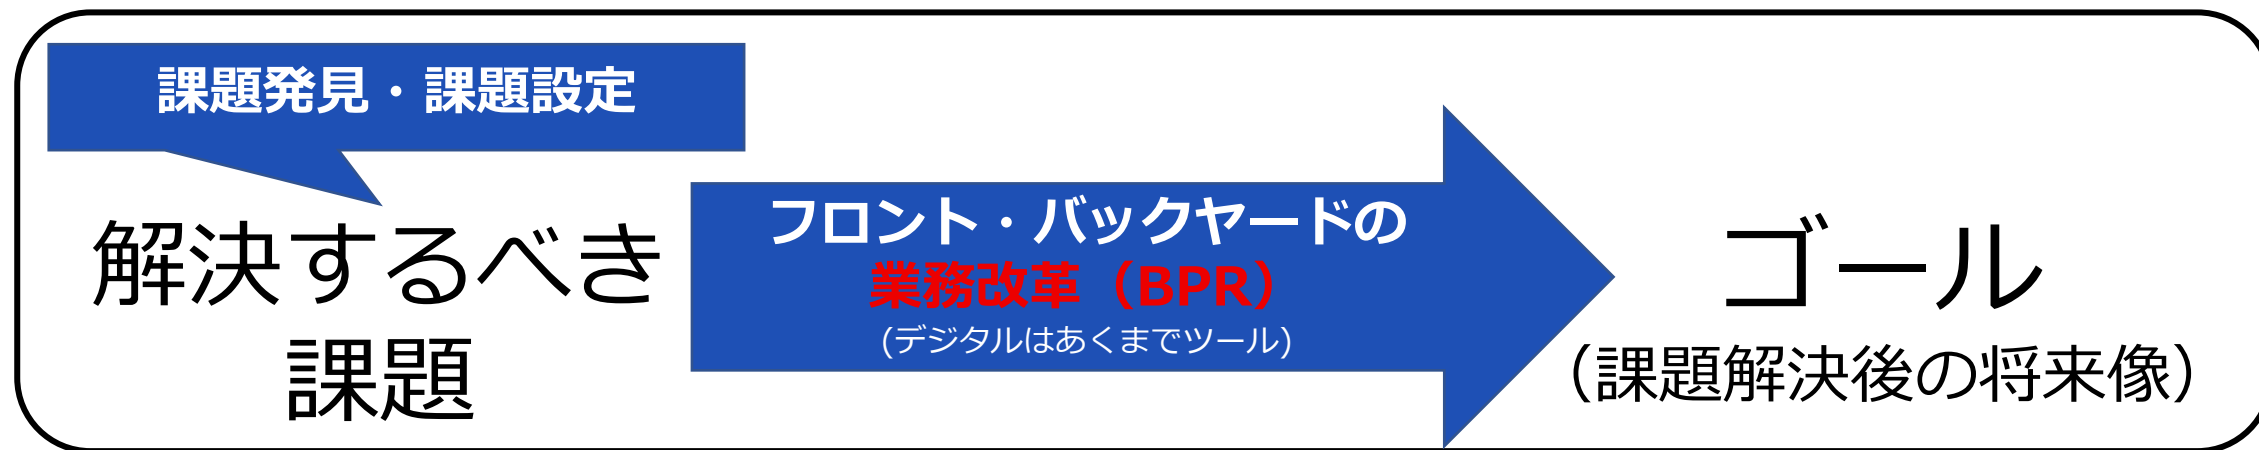 課題発見・課題設定
解決するべき
課題
フロント・バックヤードの
業務改革（BPR）
(デジタルはあくまでツール)
ゴール
（課題解決後の将来像）